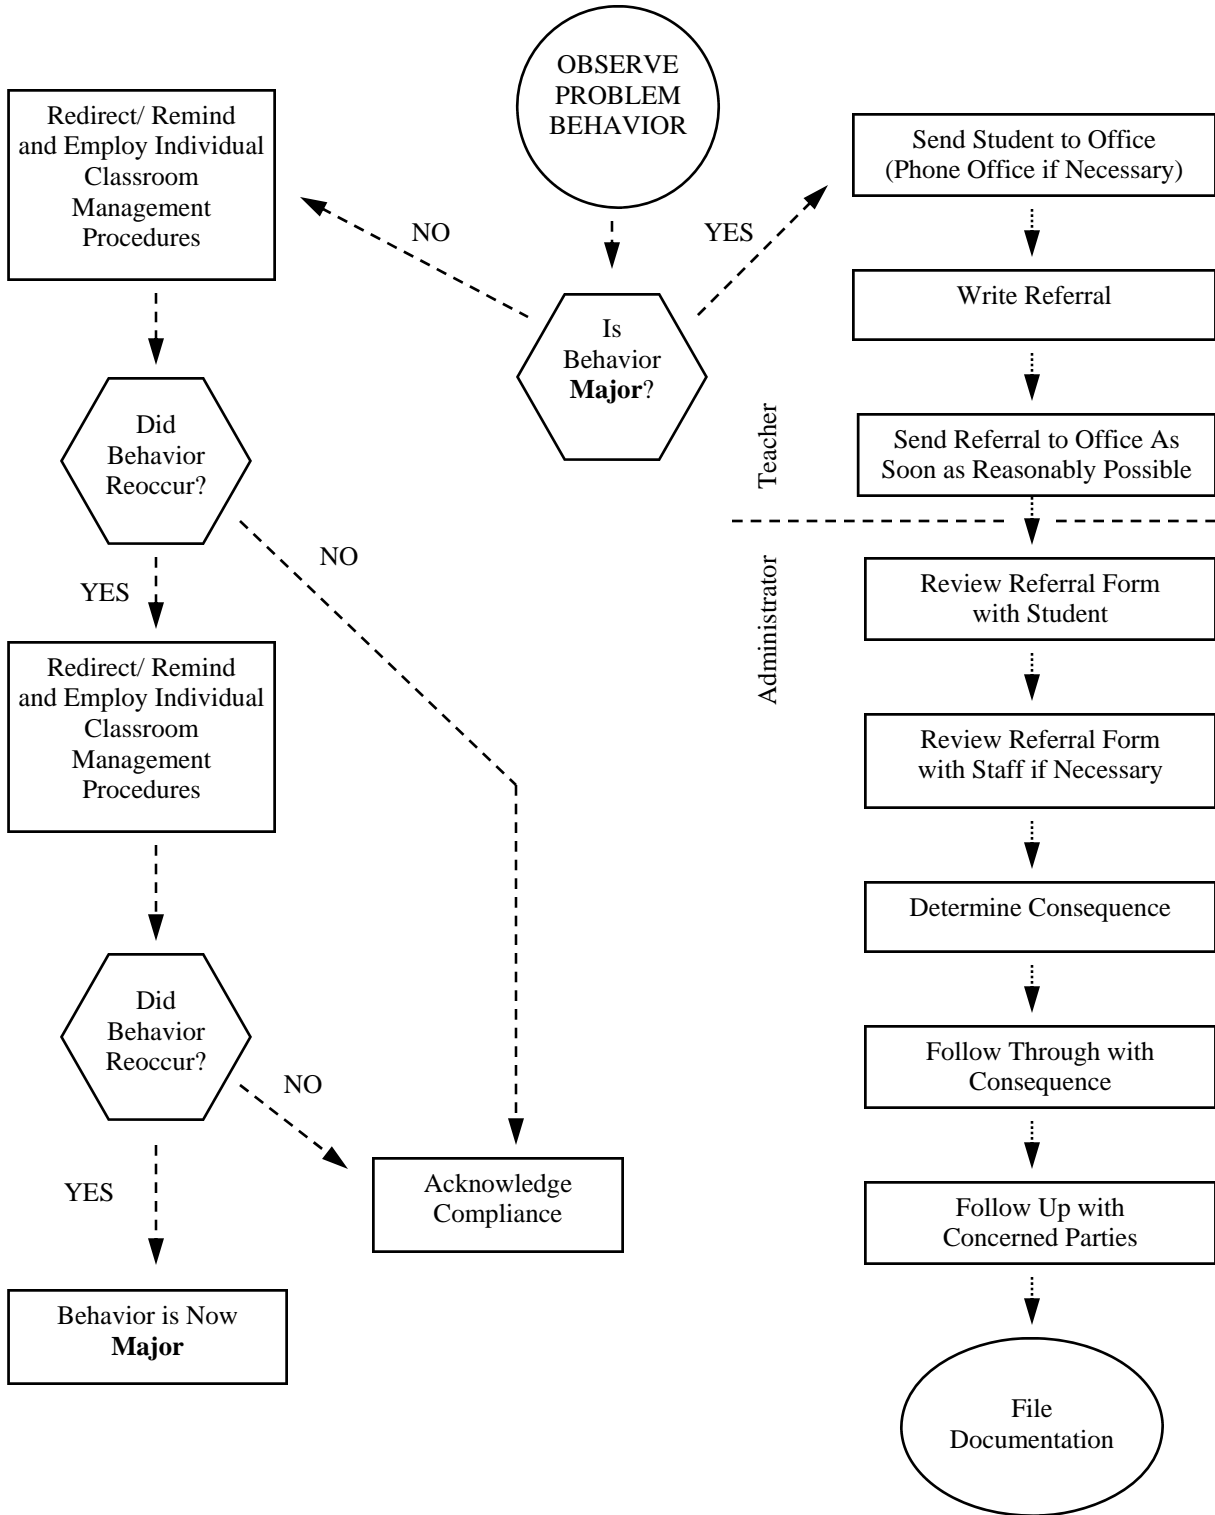 OBSERVE
PROBLEM
BEHAVIOR
Is
Behavior
Major?
NO
YES
Redirect/ Remind
and Employ Individual
Classroom
Management
Procedures
Did
Behavior
Reoccur?
NO
YES
Redirect/ Remind
and Employ Individual
Classroom
Management
Procedures
Did
Behavior
Reoccur?
NO
YES
Acknowledge
Compliance
Behavior is Now
Major
Teacher
Send Student to Office
(Phone Office if Necessary)
Write Referral
Send Referral to Office As
Soon as Reasonably Possible
Administrator
Review Referral Form
with Student
Review Referral Form
with Staff if Necessary
Determine Consequence
Follow Through with
Consequence
Follow Up with
Concerned Parties
File
Documentation